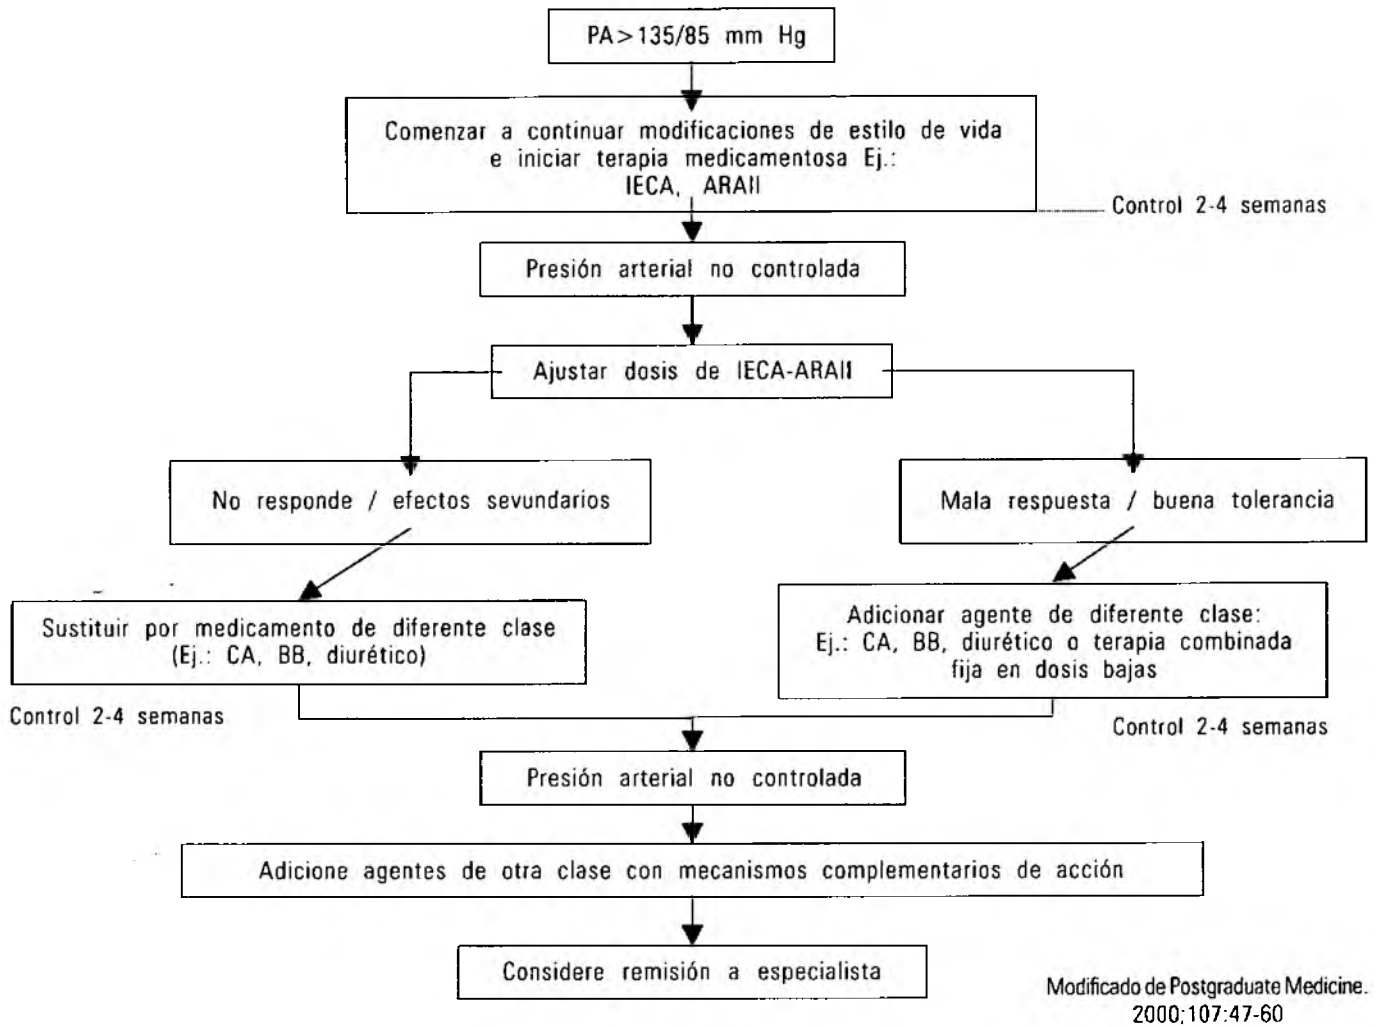 PA>135/85 mm Hg
Comenzar a continuar modificaciones de estilo de vida
e iniciar terapia medicamentosa Ej.:
IECA, ARAII
Control 2-4 semanas
Presión arterial no controlada
Ajustar dosis de IECA-ARAII
No responde / efectos sevundarios
Mala respuesta / buena tolerancia
Sustituir por medicamento de diferente clase
(Ej.: CA, BB, diurético)
Adicionar agente de diferente clase:
Ej.: CA, BB, diurético o terapia combinada
fija en dosis bajas
Control 2-4 semanas
Control 2-4 semanas
Presión arterial no controlada
Adicione agentes de otra clase con mecanismos complementarios de acción
Considere remisión a especialista
Modificado de Postgraduate Medicine.
2000;107:47-60